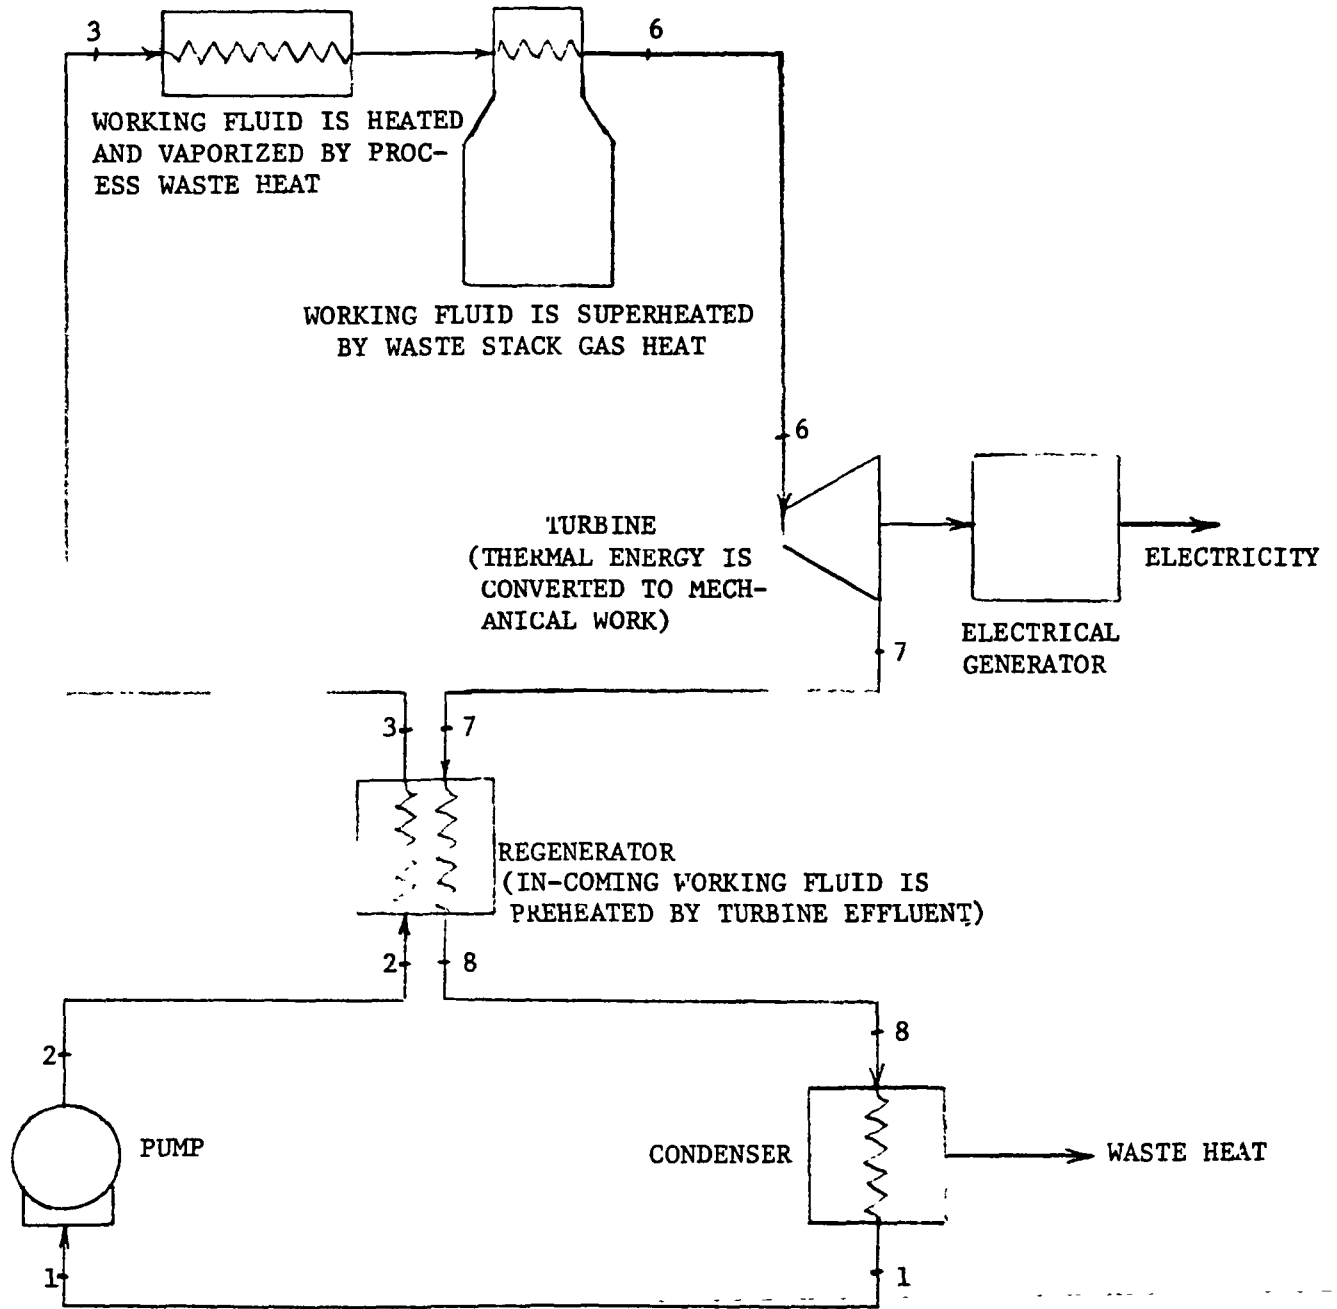 3
6
WORKING FLUID IS HEATED
AND VAPORIZED BY PROC-
ESS WASTE HEAT
WORKING FLUID IS SUPERHEATED
BY WASTE STACK GAS HEAT
6
TURBINE
(THERMAL ENERGY IS
CONVERTED TO MECH-
ANICAL WORK)
ELECTRICITY
ELECTRICAL
GENERATOR
7
3
7
REGENERATOR
(IN-COMING WORKING FLUID IS
PREHEATED BY TURBINE EFFLUENT)
2
8
8
2
PUMP
CONDENSER
WASTE HEAT
1
1